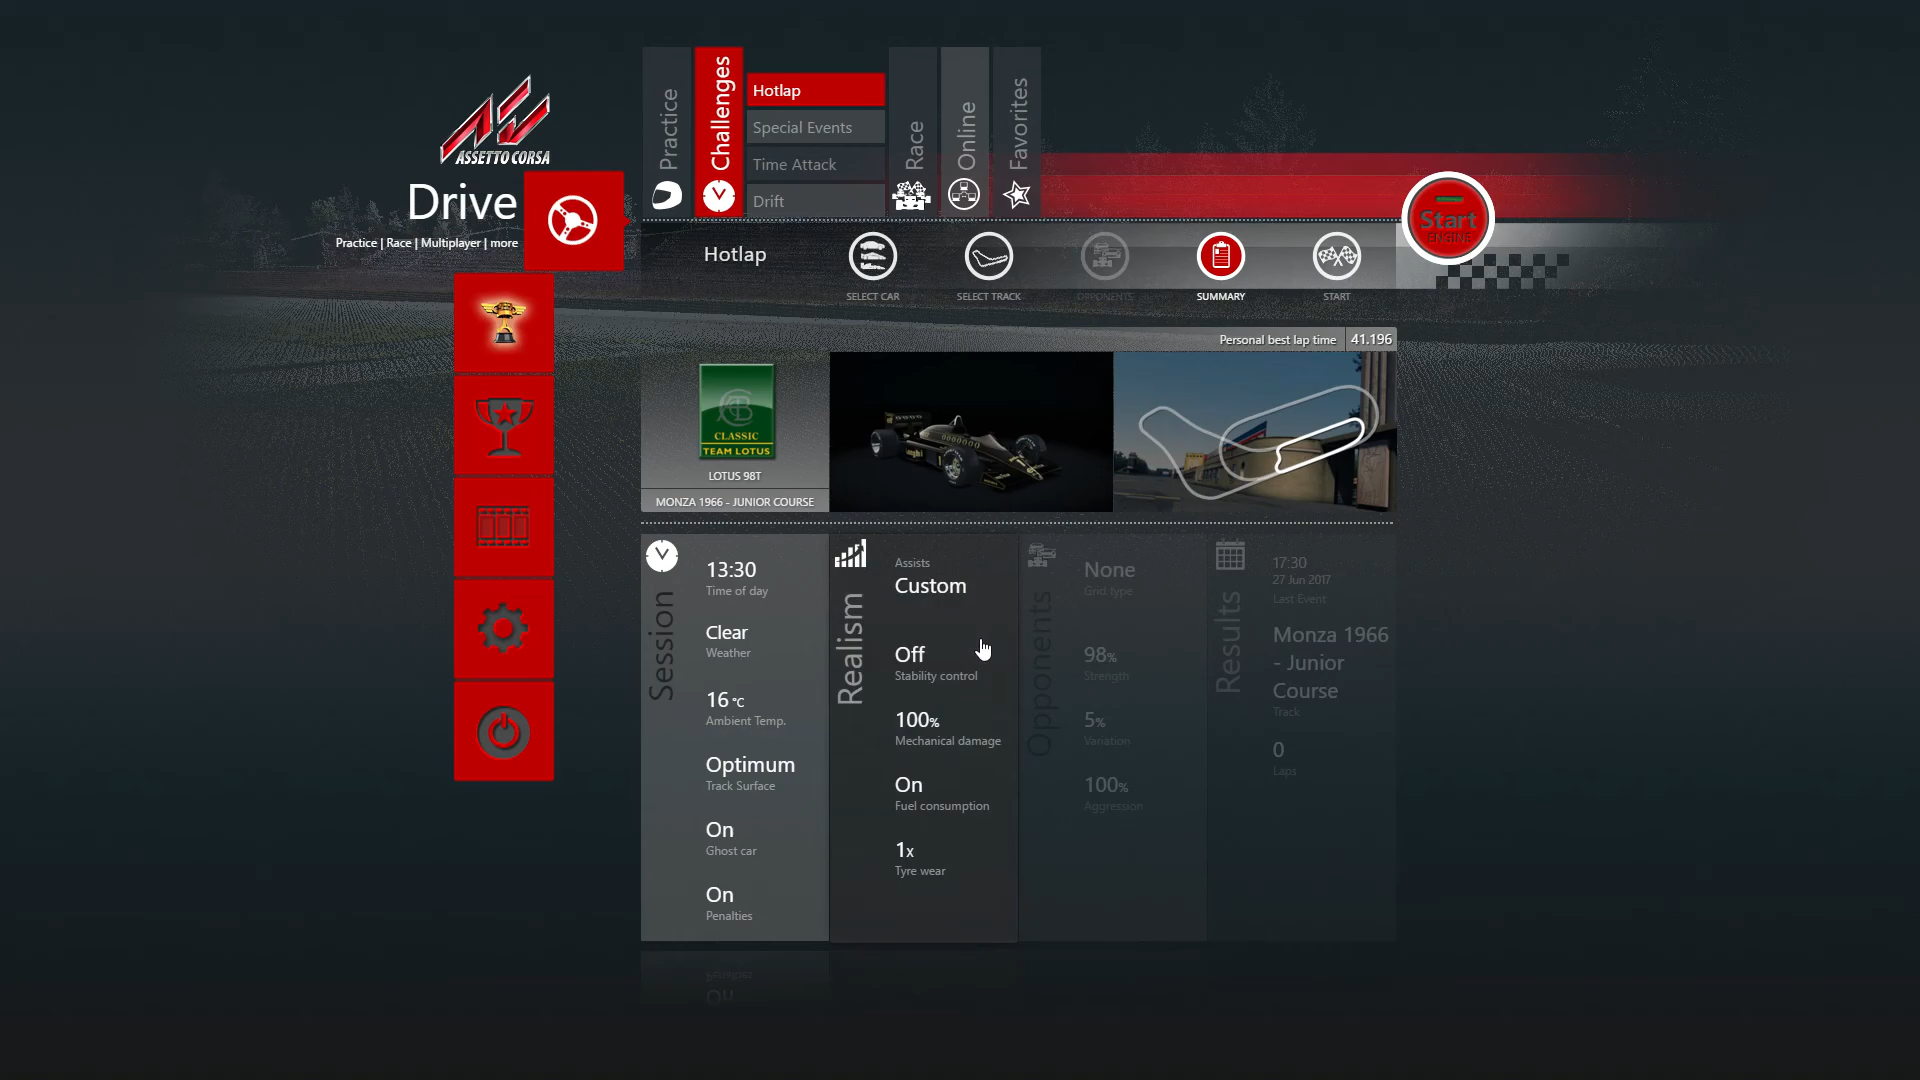 ASSETTO CORSA
Drive
Practice | Race | Multiplayer | more
Practice
Challenges
Hotlap
Special Events
Time Attack
Drift
Race
Online
Favorites
Start
ENGINE
Hotlap
SELECT CAR
SELECT TRACK
OPPONENTS
SUMMARY
START
Personal best lap time 41.196
CLASSIC
TEAM LOTUS
LOTUS 98T
MONZA 1966 - JUNIOR COURSE
Session
13:30
Time of day
Clear
Weather
16 °C
Ambient Temp.
Optimum
Track Surface
On
Ghost car
On
Penalties
Realism
Assists
Custom
Off
Stability control
100%
Mechanical damage
On
Fuel consumption
1x
Tyre wear
Opponents
None
Grid type
98%
Strength
5%
Variation
100%
Aggression
Results
17:30
27 Jun 2017
Last Event
Monza 1966
- Junior
Course
Track
0
Laps